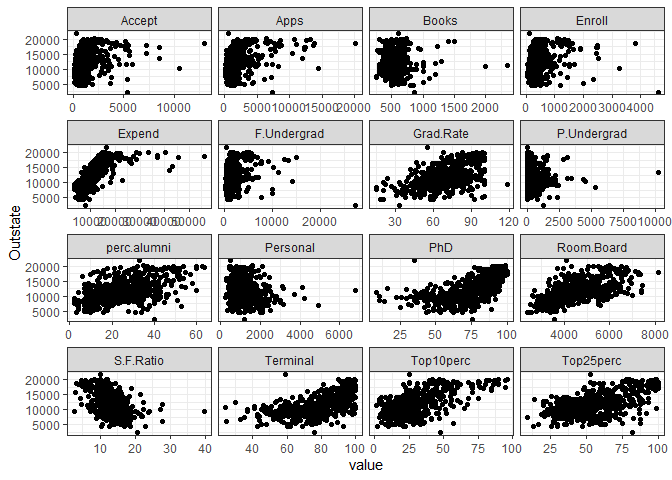 Accept Apps Books Enroll
20000
15000
10000
5000
0 5000 10000 0 5000 10000 15000 20000 500 1000 1500 2000 0 1000 2000 3000 4000
Expend F.Undergrad Grad.Rate P.Undergrad
20000
15000
10000
5000
10000 20000 30000 40000 50000 0 10000 20000 30 60 90 120 0 2500 5000 7500 10000
Outstate
perc.alumni Personal PhD Room.Board
20000
15000
10000
5000
0 20 40 60 0 2000 4000 6000 25 50 75 100 4000 6000 8000
S.F.Ratio Terminal Top10perc Top25perc
20000
15000
10000
5000
10 20 30 40 40 60 80 100 0 25 50 75 100 25 50 75 100
value